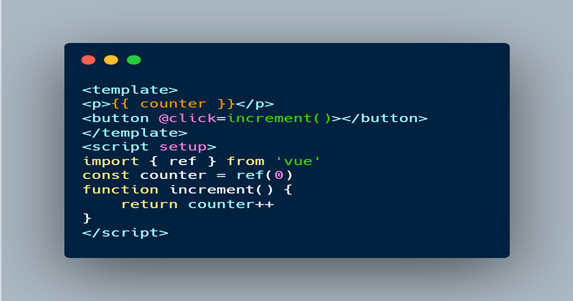 <template>
<p>{{ counter }}</p>
<button @click=increment()></button>
</template>
<script setup>
import { ref } from 'vue'
const counter = ref(0)
function increment() {
    return counter++
}
</script>